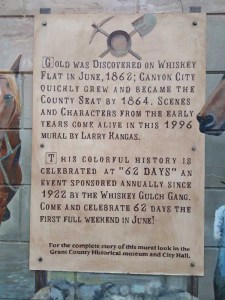 Gold was Discovered on Whiskey
Flat in June, 1862; Canyon City
quickly grew and became the
County Seat by 1864. Scenes
and Characters from the early
years come alive in this 1996
mural by Larry Kangas.
This colorful history is
celebrated at "62 Days" an
event sponsored annually since
1922 by the Whiskey Gulch Gang.
Come and celebrate 62 days the
first full weekend in June!
For the complete story of this mural look in the
Grant County Historical museum and City Hall.